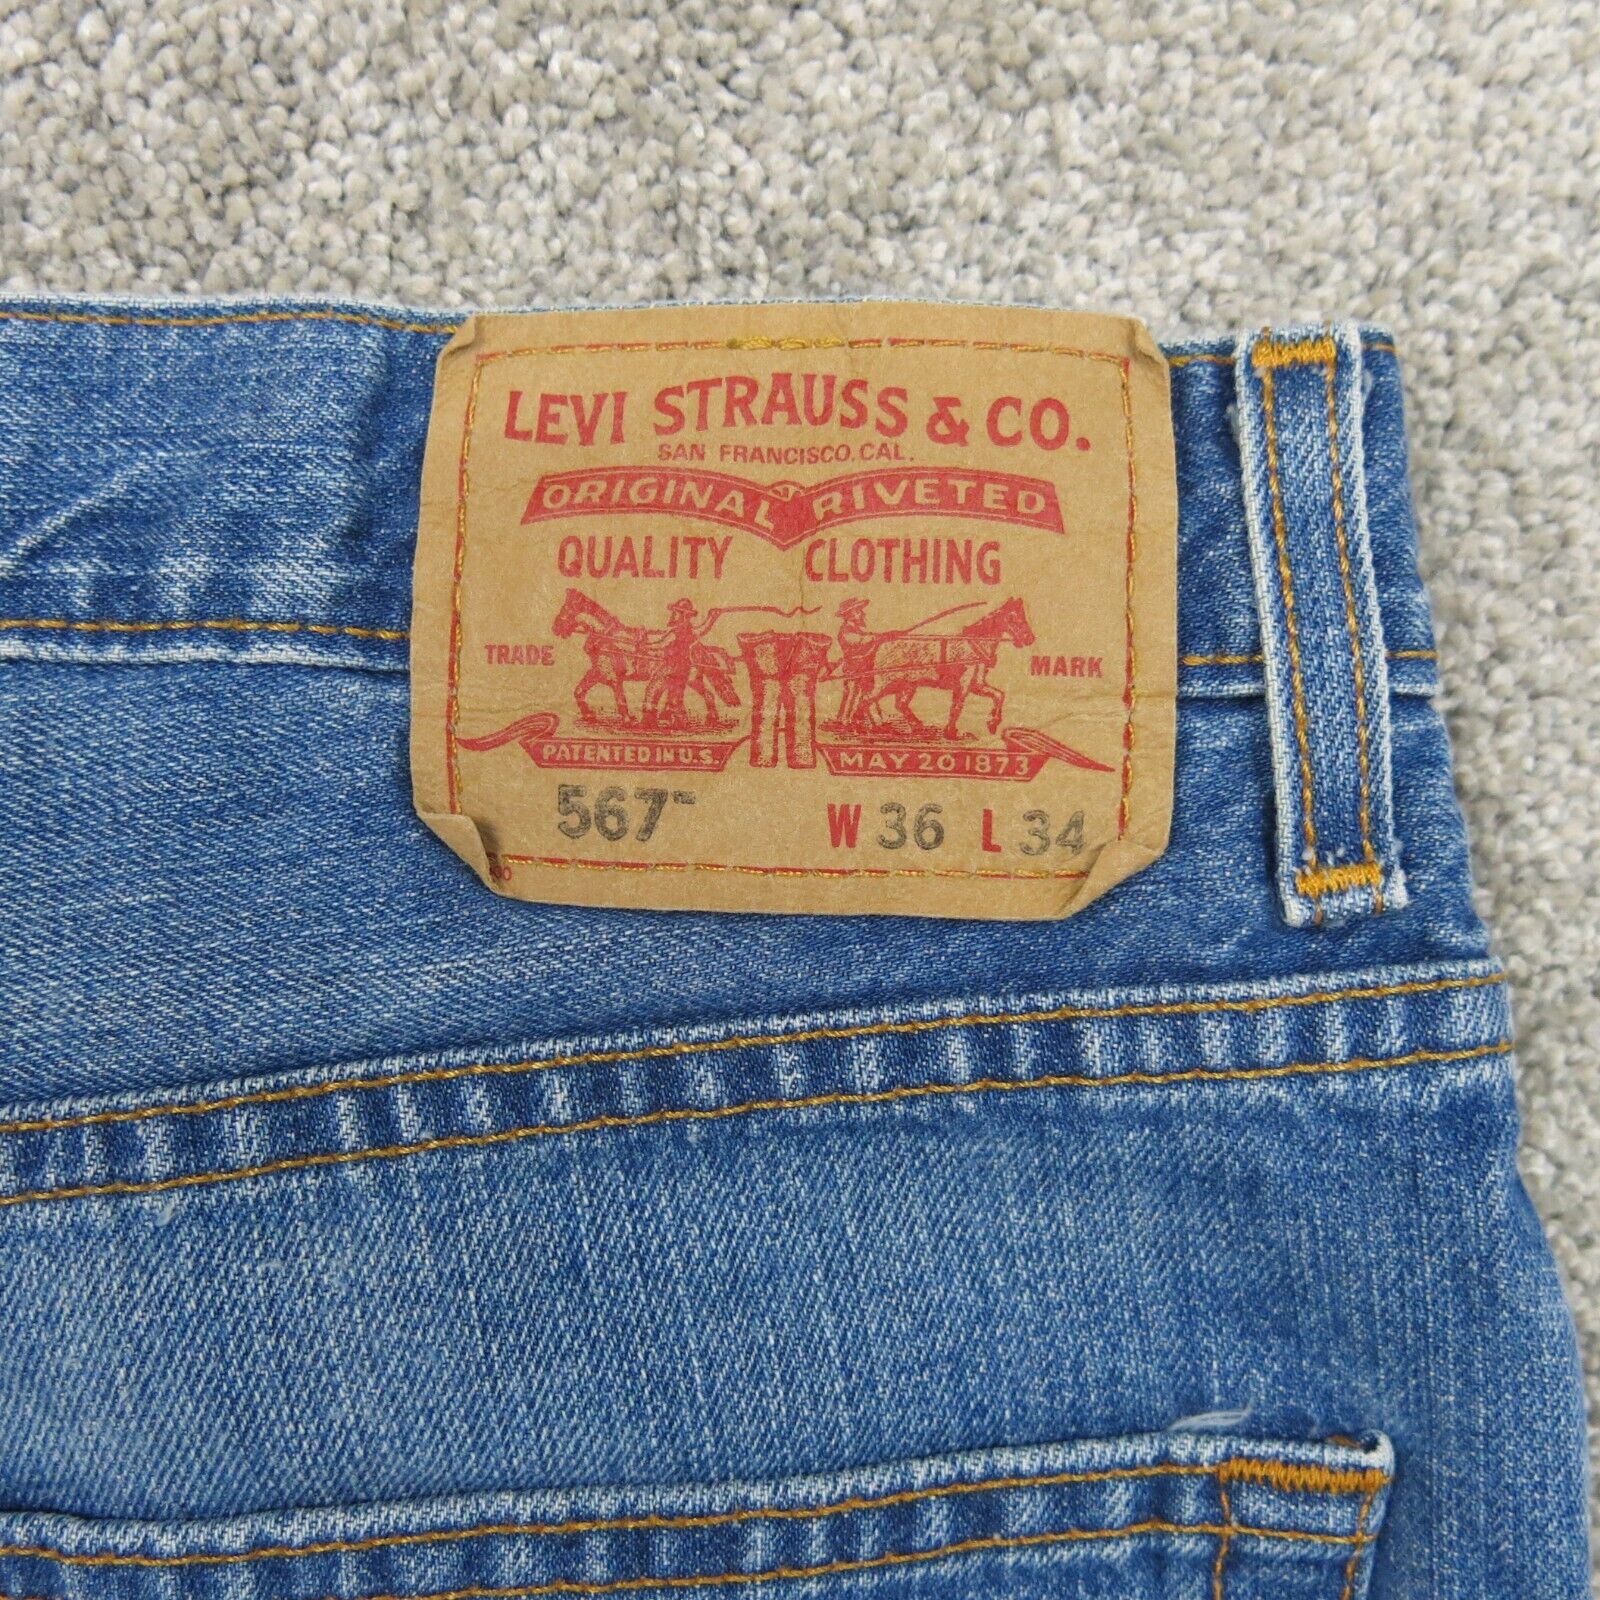 LEVI STRAUSS & CO.
SAN FRANCISCO, CAL.
ORIGINAL RIVETED
QUALITY CLOTHING
TRADE MARK
PATENTED IN U.S. MAY 20 1873
567™ W 36 L 34